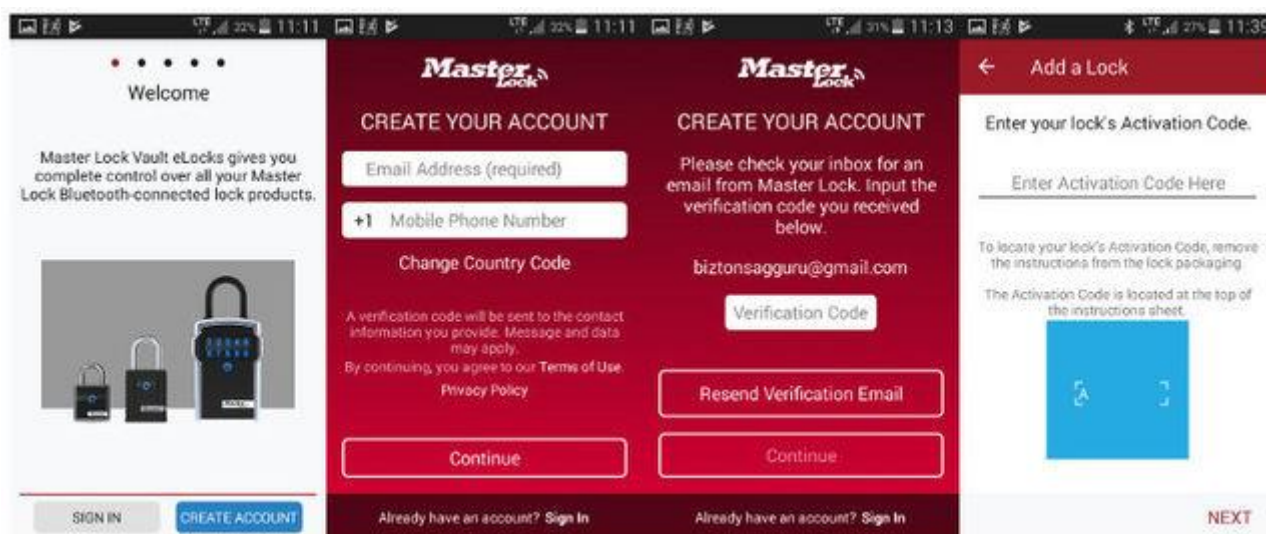 LTE 32% 11:11
Welcome
Master Lock Vault eLocks gives you
complete control over all your Master
Lock Bluetooth-connected lock products.
SIGN IN
CREATE ACCOUNT
LTE 32% 11:11
Master Lock
CREATE YOUR ACCOUNT
Email Address (required)
+1 Mobile Phone Number
Change Country Code
A verification code will be sent to the contact
information you provide. Message and data
may apply.
By continuing, you agree to our Terms of Use.
Privacy Policy
Continue
Already have an account? Sign In
LTE 31% 11:13
Master Lock
CREATE YOUR ACCOUNT
Please check your inbox for an
email from Master Lock. Input the
verification code you received
below.
biztonsagguru@gmail.com
Verification Code
Resend Verification Email
Continue
Already have an account? Sign In
LTE 27% 11:39
Add a Lock
Enter your lock's Activation Code.
Enter Activation Code Here
To locate your lock's Activation Code, remove
the instructions from the lock packaging
The Activation Code is located at the top of
the instructions sheet.
A
NEXT